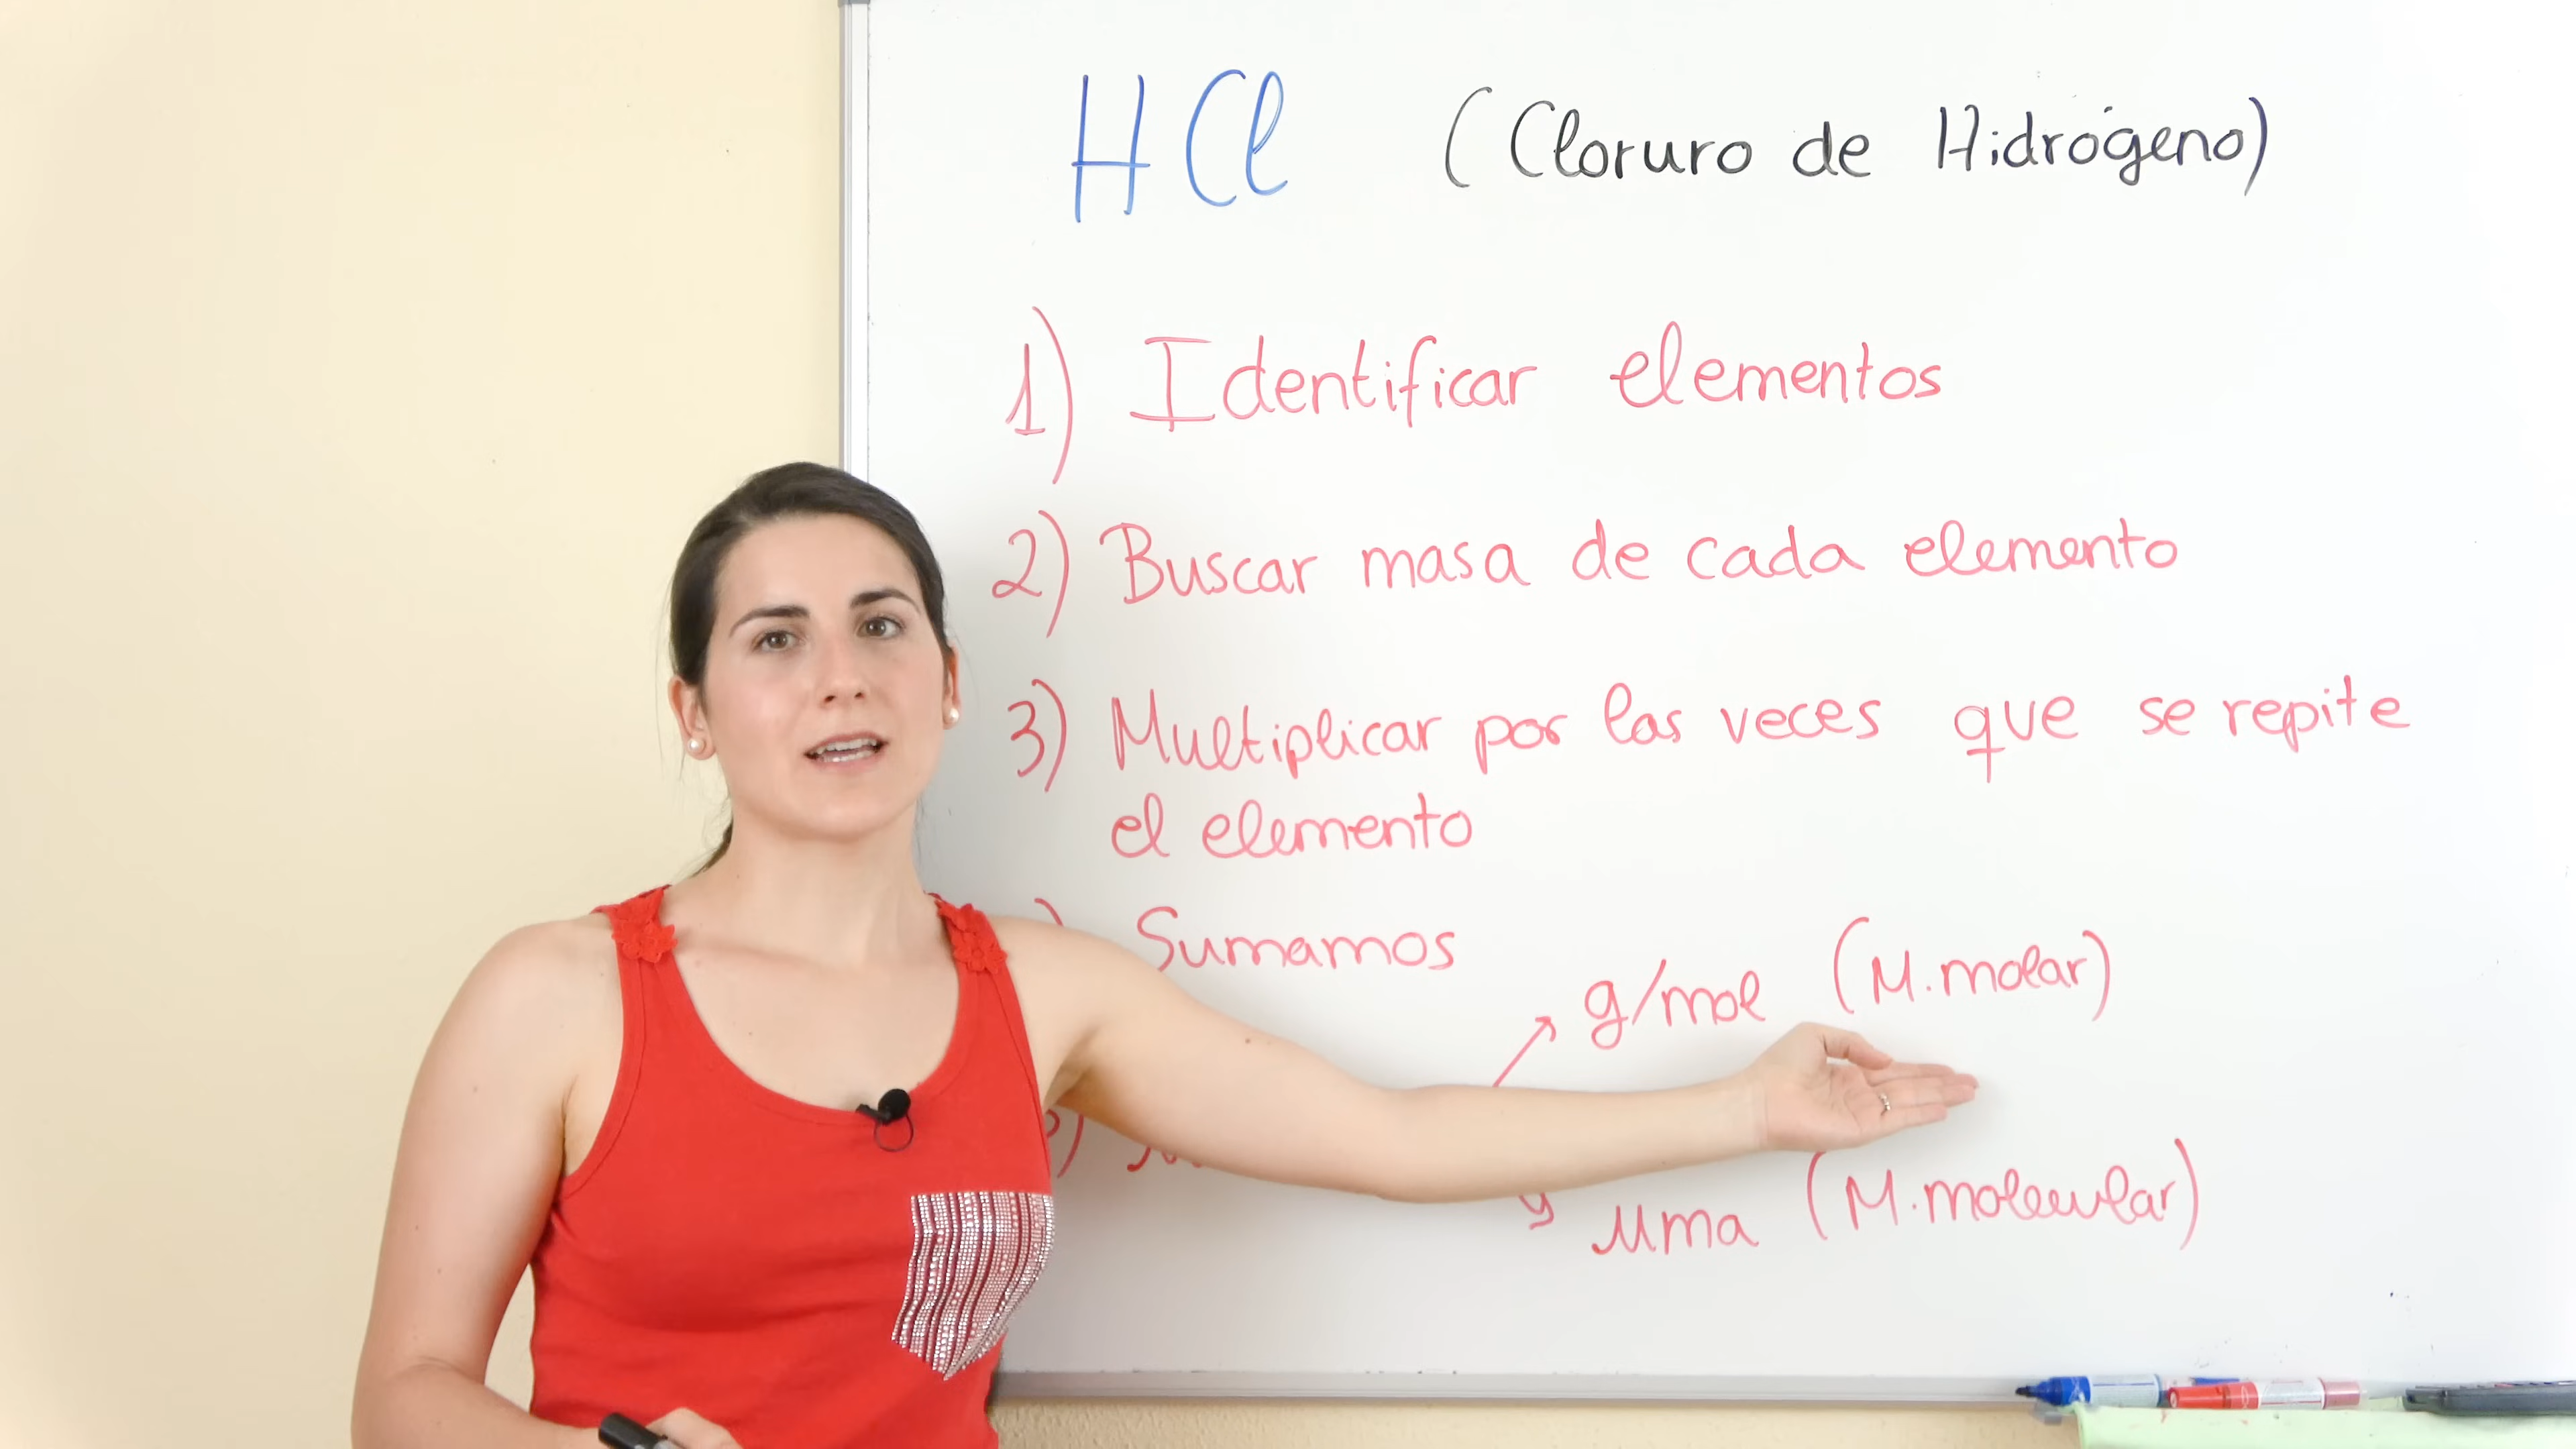 HCl (Cloruro de Hidrógeno)
1) Identificar elementos
2) Buscar masa de cada elemento
3) Multiplicar por las veces que se repite
el elemento
) Sumamos
g/mol (M.molar)
)
uma (M.molecular)